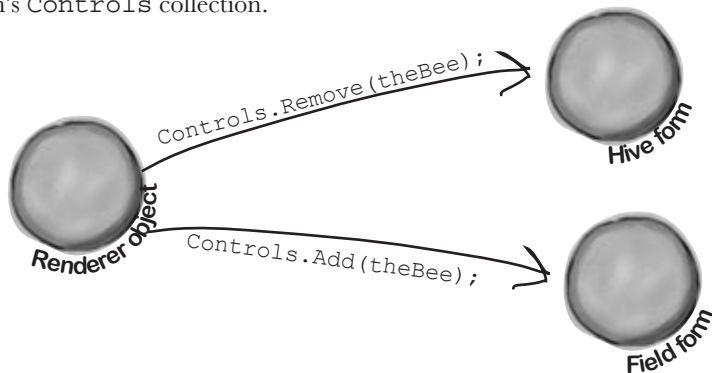 's Controls collection.
Controls.Remove(theBee);
Hive form
Renderer object
Controls.Add(theBee);
Field form